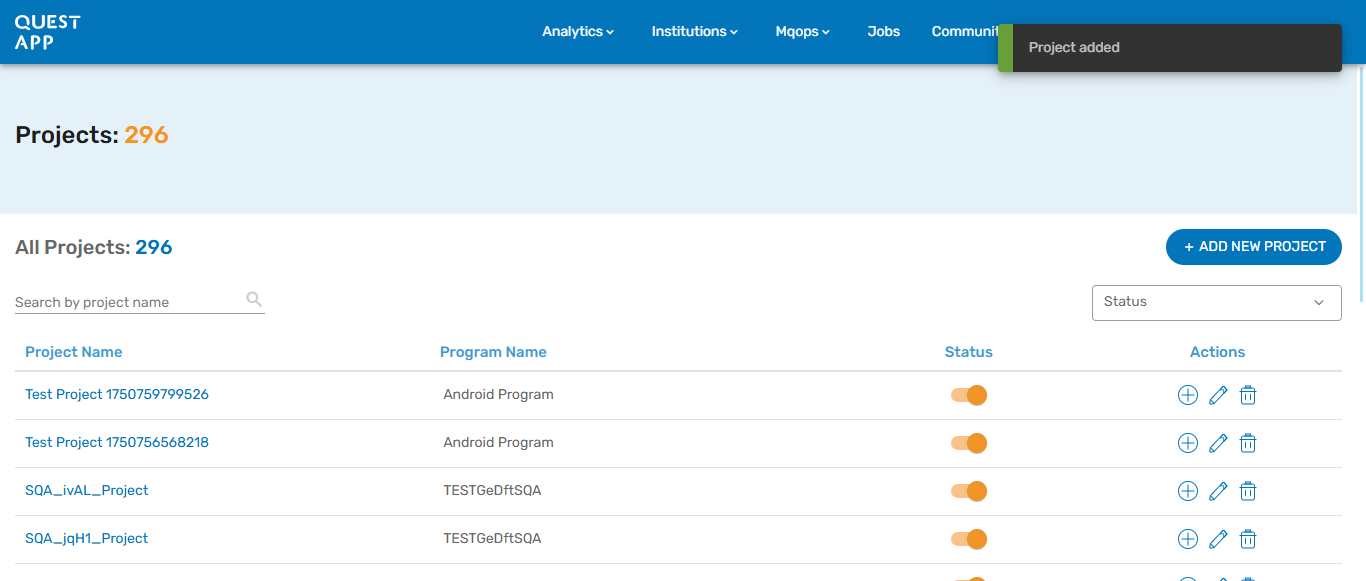 QUEST
APP
Analytics
Institutions
Mqops
Jobs
Project added
Projects: 296
All Projects: 296
+ ADD NEW PROJECT
Search by project name
Status
Project Name Program Name Status Actions
Test Project 1750759799526 Android Program
Test Project 1750756568218 Android Program
SQA_ivAL_Project TESTGeDftSQA
SQA_jqH1_Project TESTGeDftSQA